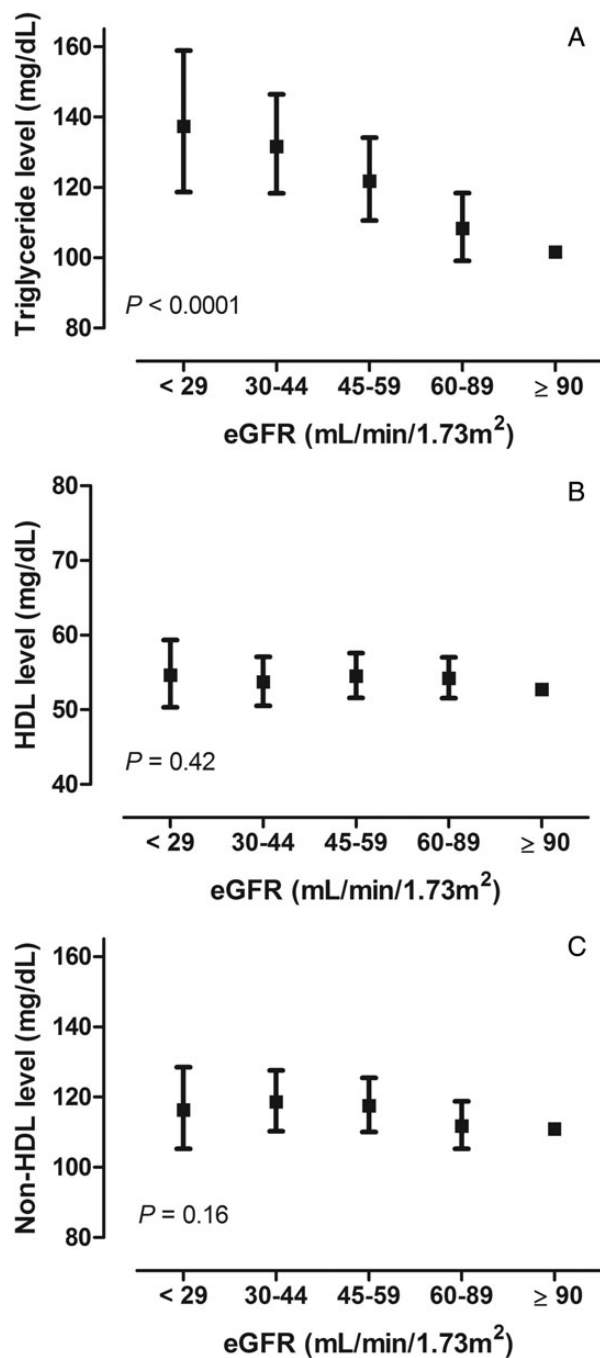 A
Triglyceride level (mg/dL)
160
140
120
100
80
P < 0.0001
< 29 30-44 45-59 60-89 ≥ 90
eGFR (mL/min/1.73m²)
B
HDL level (mg/dL)
80
70
60
50
40
P = 0.42
< 29 30-44 45-59 60-89 ≥ 90
eGFR (mL/min/1.73m²)
C
Non-HDL level (mg/dL)
160
140
120
100
80
P = 0.16
< 29 30-44 45-59 60-89 ≥ 90
eGFR (mL/min/1.73m²)